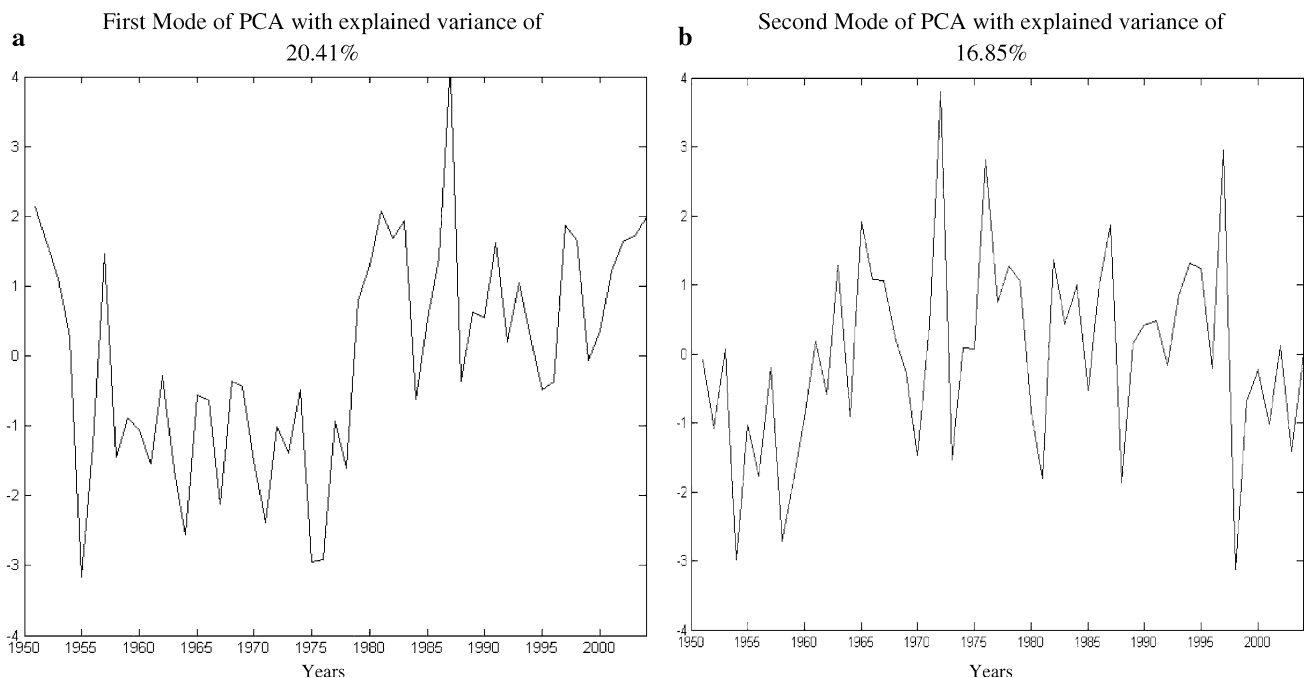 a
First Mode of PCA with explained variance of
20.41%
4
3
2
1
0
-1
-2
-3
-4
1950 1955 1960 1965 1970 1975 1980 1985 1990 1995 2000
Years
b
Second Mode of PCA with explained variance of
16.85%
4
3
2
1
0
-1
-2
-3
-4
1950 1955 1960 1965 1970 1975 1980 1985 1990 1995 2000
Years